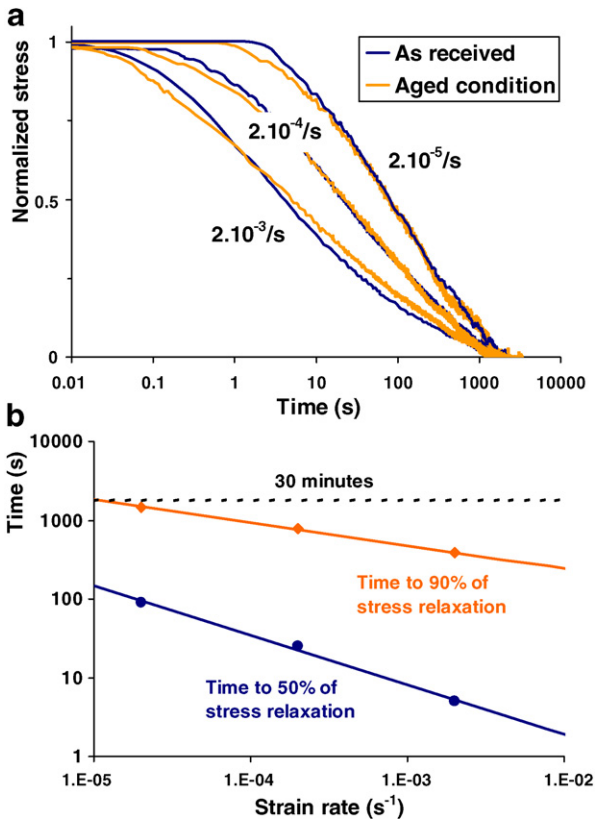 a
Normalized stress
1
0.5
0
As received
Aged condition
2.10⁻⁴/s
2.10⁻⁵/s
2.10⁻³/s
0.01 0.1 1 10 100 1000 10000
Time (s)
b
Time (s)
10000
1000
100
10
1
30 minutes
Time to 90% of
stress relaxation
Time to 50% of
stress relaxation
1.E-05 1.E-04 1.E-03 1.E-02
Strain rate (s⁻¹)